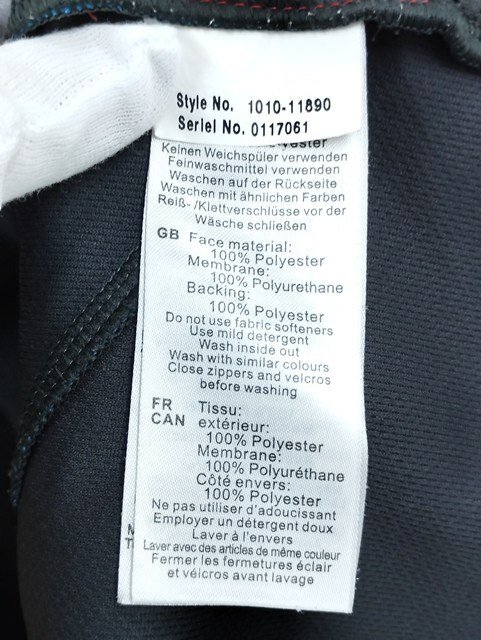 Style No. 1010-11890
Seriel No. 0117061
Polyester
Keinen Weichspüler verwenden
Feinwaschmittel verwenden
Waschen auf der Rückseite
Waschen mit ähnlichen Farben
Reiß- /Klettverschlüsse vor der
Wäsche schließen
GB Face material:
100% Polyester
Membrane:
100% Polyurethane
Backing:
100% Polyester
Do not use fabric softeners
Use mild detergent
Wash inside out
Wash with similar colours
Close zippers and velcros
before washing
FR Tissu:
CAN extérieur:
100% Polyester
Membrane:
100% Polyuréthane
Côté envers:
100% Polyester
Ne pas utiliser d'adoucissant
Employer un détergent doux
Laver à l'envers
Laver avec des articles de même couleur
Fermer les fermetures éclair
et vélcros avant lavage